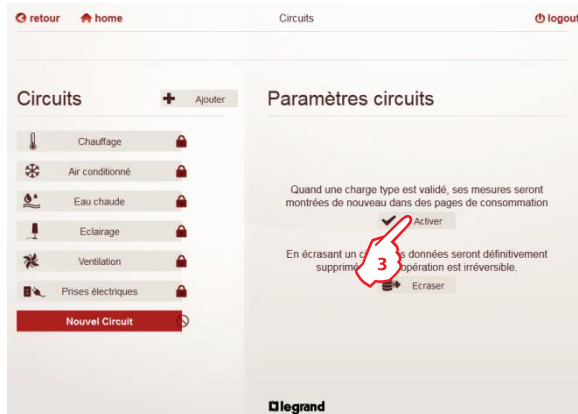 retour home Circuits logout
Circuits Ajouter Paramètres circuits
Chauffage
Air conditionné
Eau chaude
Eclairage
Ventilation
Prises électriques
Nouvel Circuit
Quand une charge type est validé, ses mesures seront
montrées de nouveau dans des pages de consommation
Activer
En écrasant un données seront définitivement
3
opération est irréversible.
Ecraser
legrand